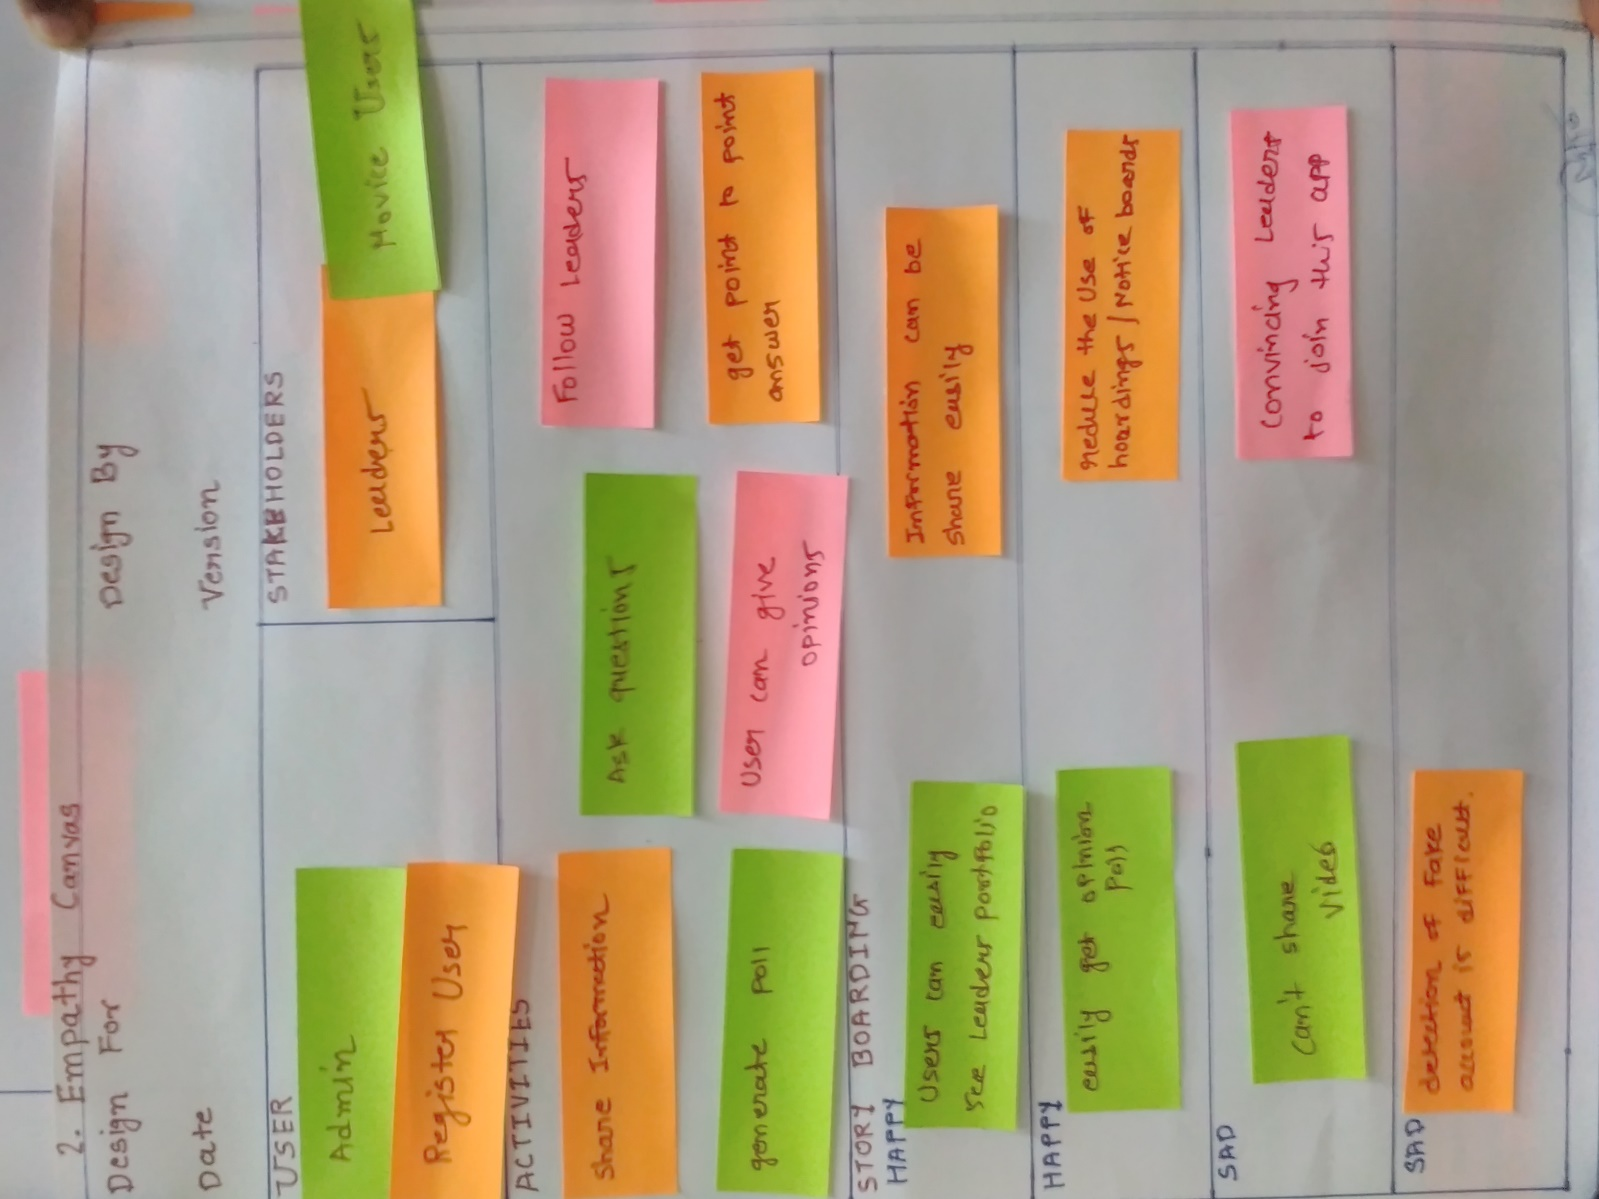 2. Empathy Canvas
Design For
Design By
Date
Version
USER
Admin
Register User
STAKEHOLDERS
Leaders
Novice Users
ACTIVITIES
Share Information
Ask questions
Follow Leaders
generate poll
User can give
opinions
get point to point
answer
STORY BOARDING
HAPPY
Users can easily
see Leaders portfolio
Information can be
share easily
HAPPY
easily get opinion
poll
reduce the Use of
hoardings / Notice boards
SAD
Can't share
video
Convincing Leaders
to join this app
SAD
detection of fake
account is difficult.